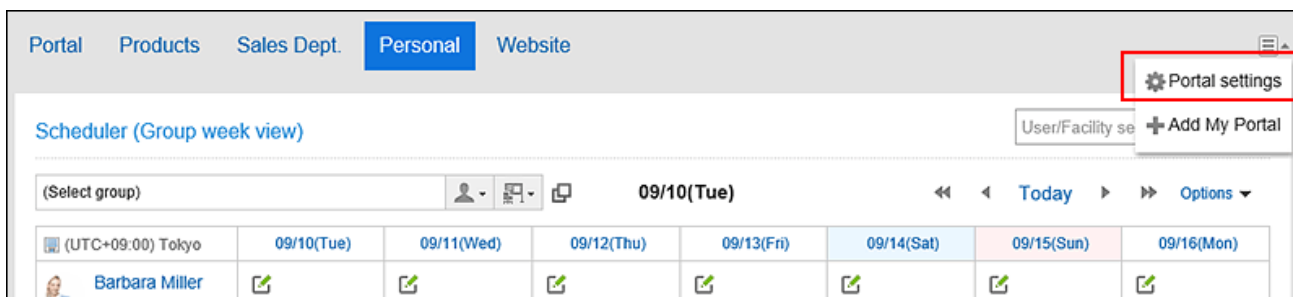 Portal Products Sales Dept. Personal Website
Portal settings
Add My Portal
Scheduler (Group week view)
User/Facility se
(Select group) 09/10(Tue) Today Options
(UTC+09:00) Tokyo 09/10(Tue) 09/11(Wed) 09/12(Thu) 09/13(Fri) 09/14(Sat) 09/15(Sun) 09/16(Mon)
Barbara Miller